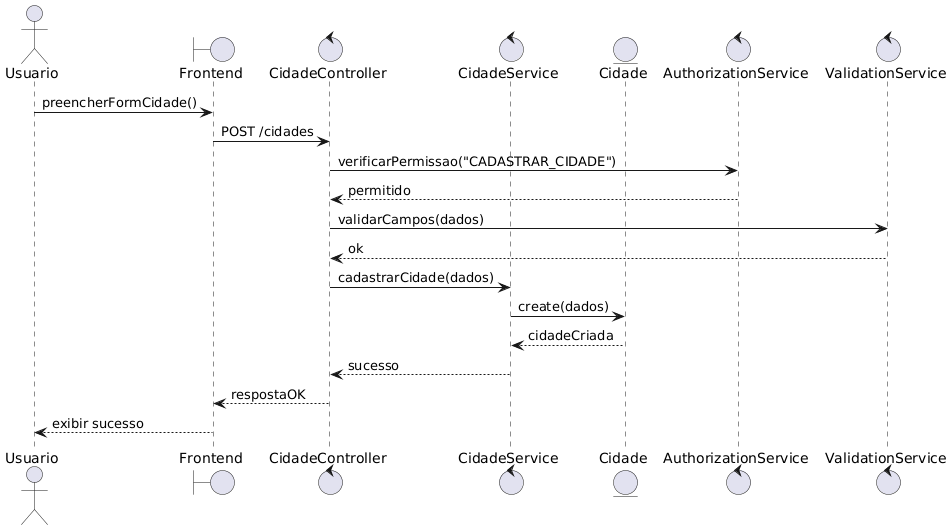 Usuario
Frontend
CidadeController
CidadeService
Cidade
AuthorizationService
ValidationService
preencherFormCidade()
POST /cidades
verificarPermissao("CADASTRAR_CIDADE")
permitido
validarCampos(dados)
ok
cadastrarCidade(dados)
create(dados)
cidadeCriada
sucesso
respostaOK
exibir sucesso
Usuario
Frontend
CidadeController
CidadeService
Cidade
AuthorizationService
ValidationService